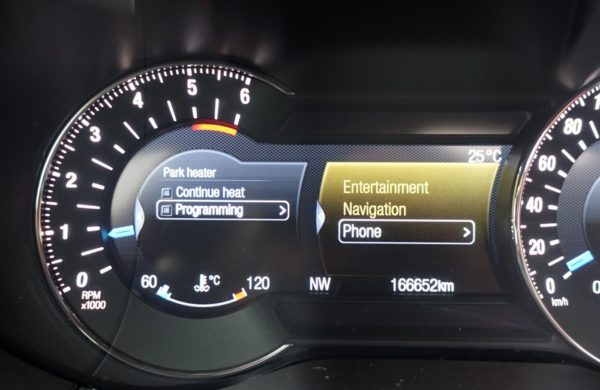 6
5
4
3
2
1
0
RPM
x1000
Park heater
Continue heat
Programming
60 °C 120
25°C
Entertainment
Navigation
Phone
NW 166652km
100
80
60
40
20
0
km/h